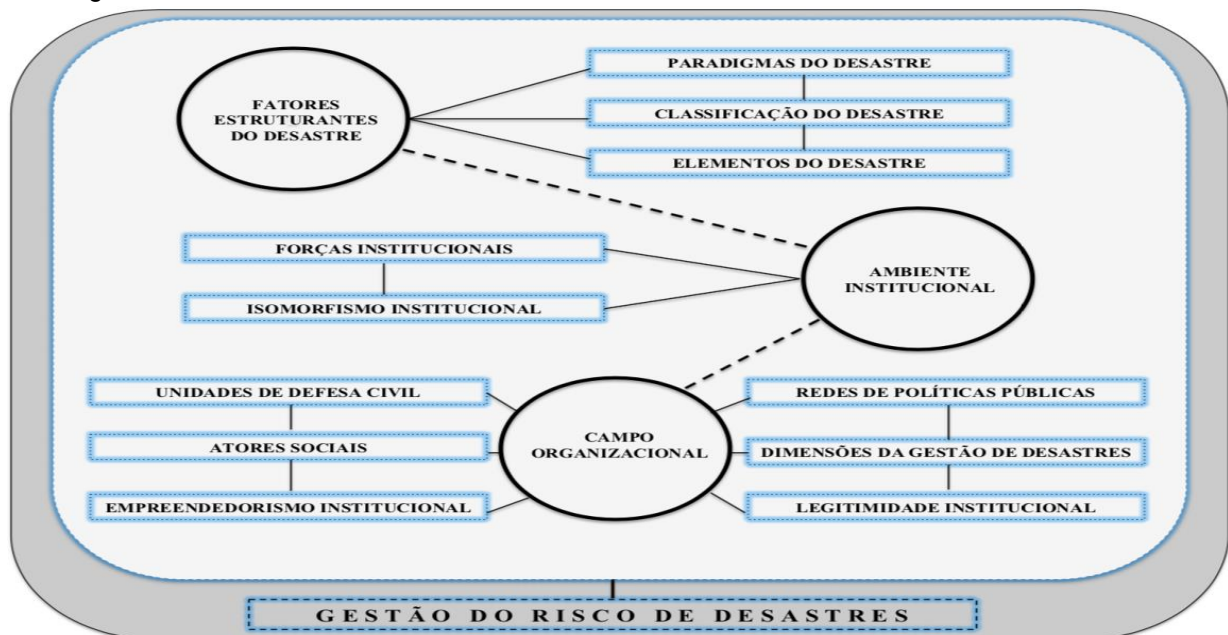 FATORES
ESTRUTURANTES
DO DESASTRE
PARADIGMAS DO DESASTRE
CLASSIFICAÇÃO DO DESASTRE
ELEMENTOS DO DESASTRE
FORÇAS INSTITUCIONAIS
ISOMORFISMO INSTITUCIONAL
AMBIENTE
INSTITUCIONAL
UNIDADES DE DEFESA CIVIL
ATORES SOCIAIS
EMPREENDEDORISMO INSTITUCIONAL
CAMPO
ORGANIZACIONAL
REDES DE POLÍTICAS PÚBLICAS
DIMENSÕES DA GESTÃO DE DESASTRES
LEGITIMIDADE INSTITUCIONAL
GESTÃO DO RISCO DE DESASTRES